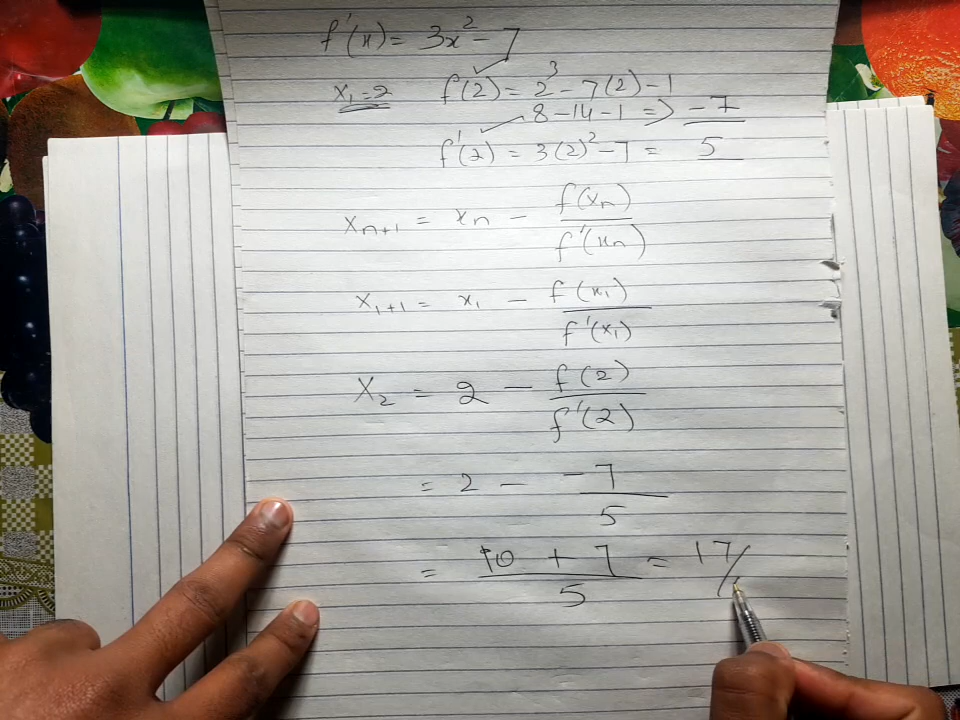 f'(x) = 3x² - 7
x₁ = 2 f(2) = 2³ - 7(2) - 1
8 - 14 - 1 => -7
f'(2) = 3(2)² - 7 = 5
xₙ₊₁ = xₙ - f(xₙ)/f'(xₙ)
x₁₊₁ = x₁ - f(x₁)/f'(x₁)
x₂ = 2 - f(2)/f'(2)
= 2 - -7/5
= 10 + 7/5 = 17/